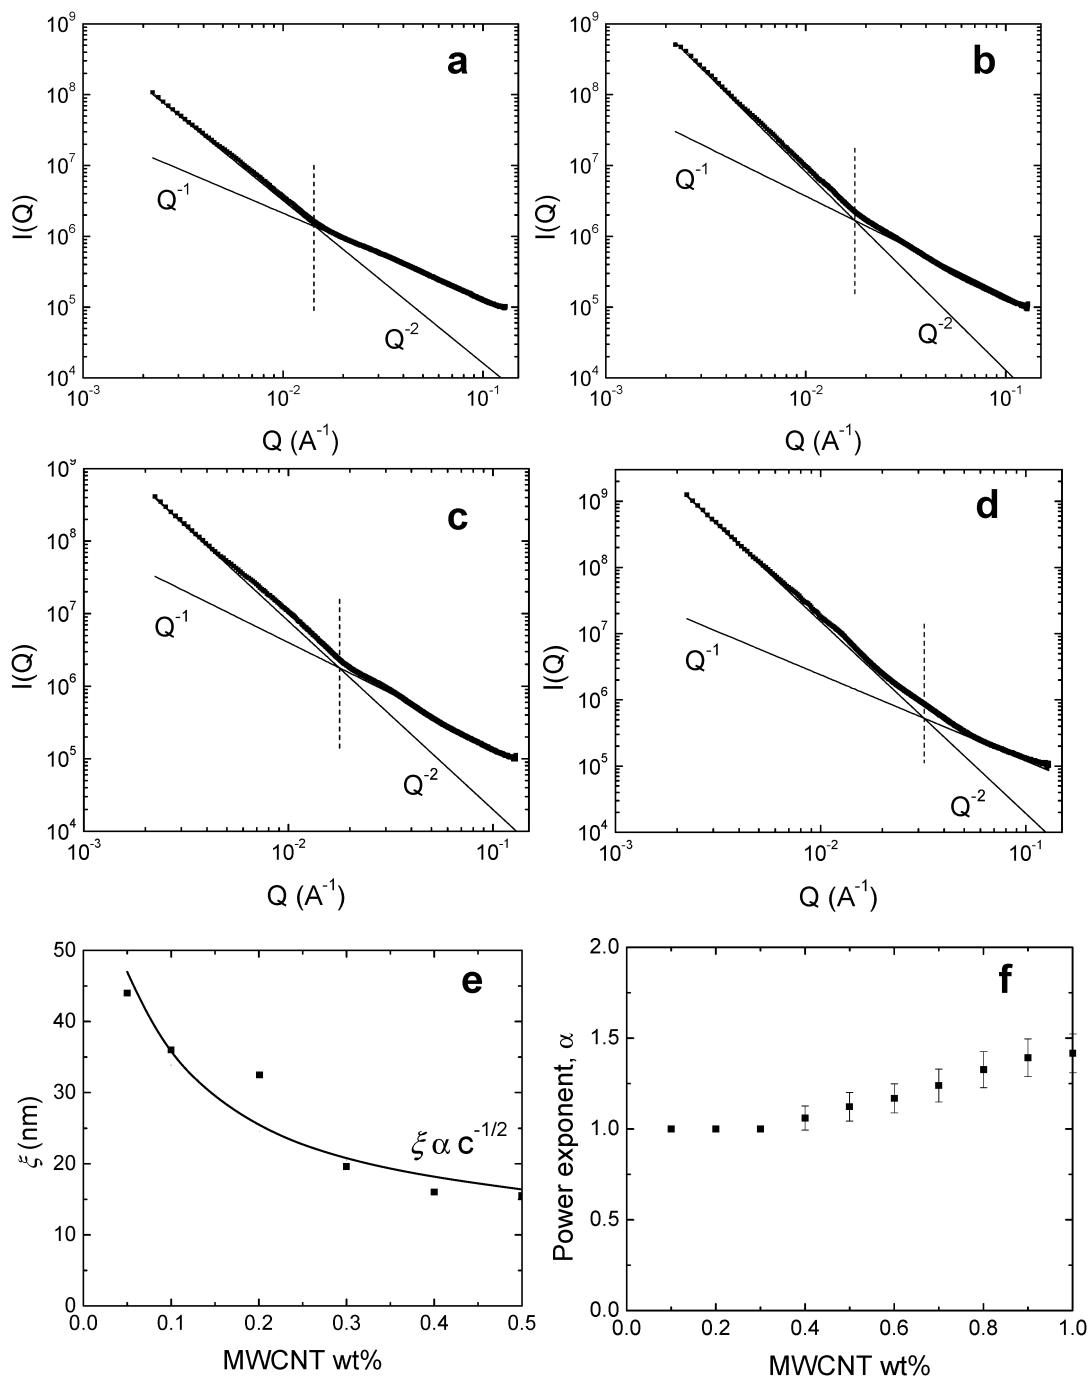 a
10^9
10^8
10^7
10^6
10^5
10^4
I(Q)
Q^-1
Q^-2
10^-3
10^-2
10^-1
Q (A^-1)
b
10^9
10^8
10^7
10^6
10^5
10^4
I(Q)
Q^-1
Q^-2
10^-3
10^-2
10^-1
Q (A^-1)
c
10^9
10^8
10^7
10^6
10^5
10^4
I(Q)
Q^-1
Q^-2
10^-3
10^-2
10^-1
Q (A^-1)
d
10^9
10^8
10^7
10^6
10^5
10^4
I(Q)
Q^-1
Q^-2
10^-3
10^-2
10^-1
Q (A^-1)
e
50
40
30
20
10
0
ξ (nm)
ξ α c^-1/2
0.0 0.1 0.2 0.3 0.4 0.5
MWCNT wt%
f
2.0
1.5
1.0
0.5
0.0
Power exponent, α
0.0 0.2 0.4 0.6 0.8 1.0
MWCNT wt%